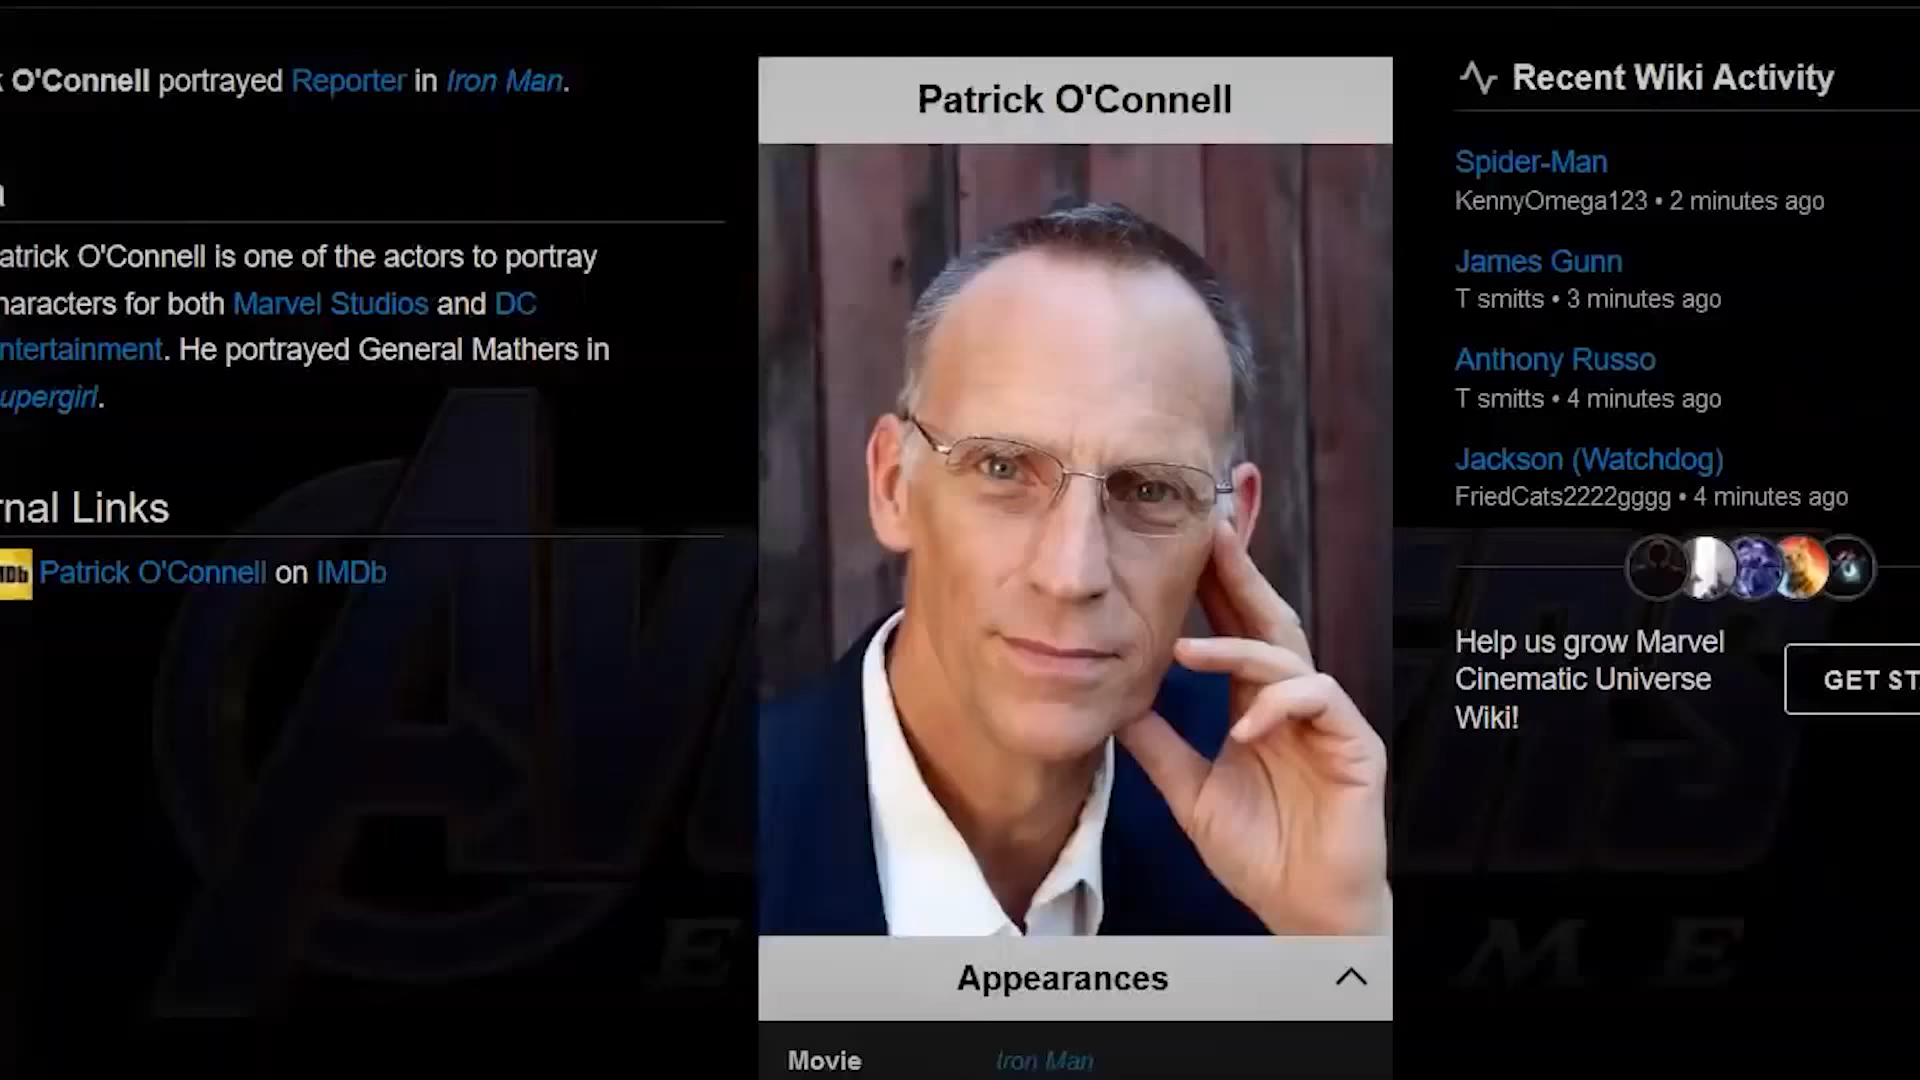 O'Connell portrayed Reporter in Iron Man.
atrick O'Connell is one of the actors to portray
haracters for both Marvel Studios and DC
ntertainment. He portrayed General Mathers in
upergirl.
rnal Links
Patrick O'Connell on IMDb
Patrick O'Connell
Appearances
Movie Iron Man
Recent Wiki Activity
Spider-Man
KennyOmega123 • 2 minutes ago
James Gunn
T smitts • 3 minutes ago
Anthony Russo
T smitts • 4 minutes ago
Jackson (Watchdog)
FriedCats2222gggg • 4 minutes ago
Help us grow Marvel
Cinematic Universe
Wiki!
GET ST